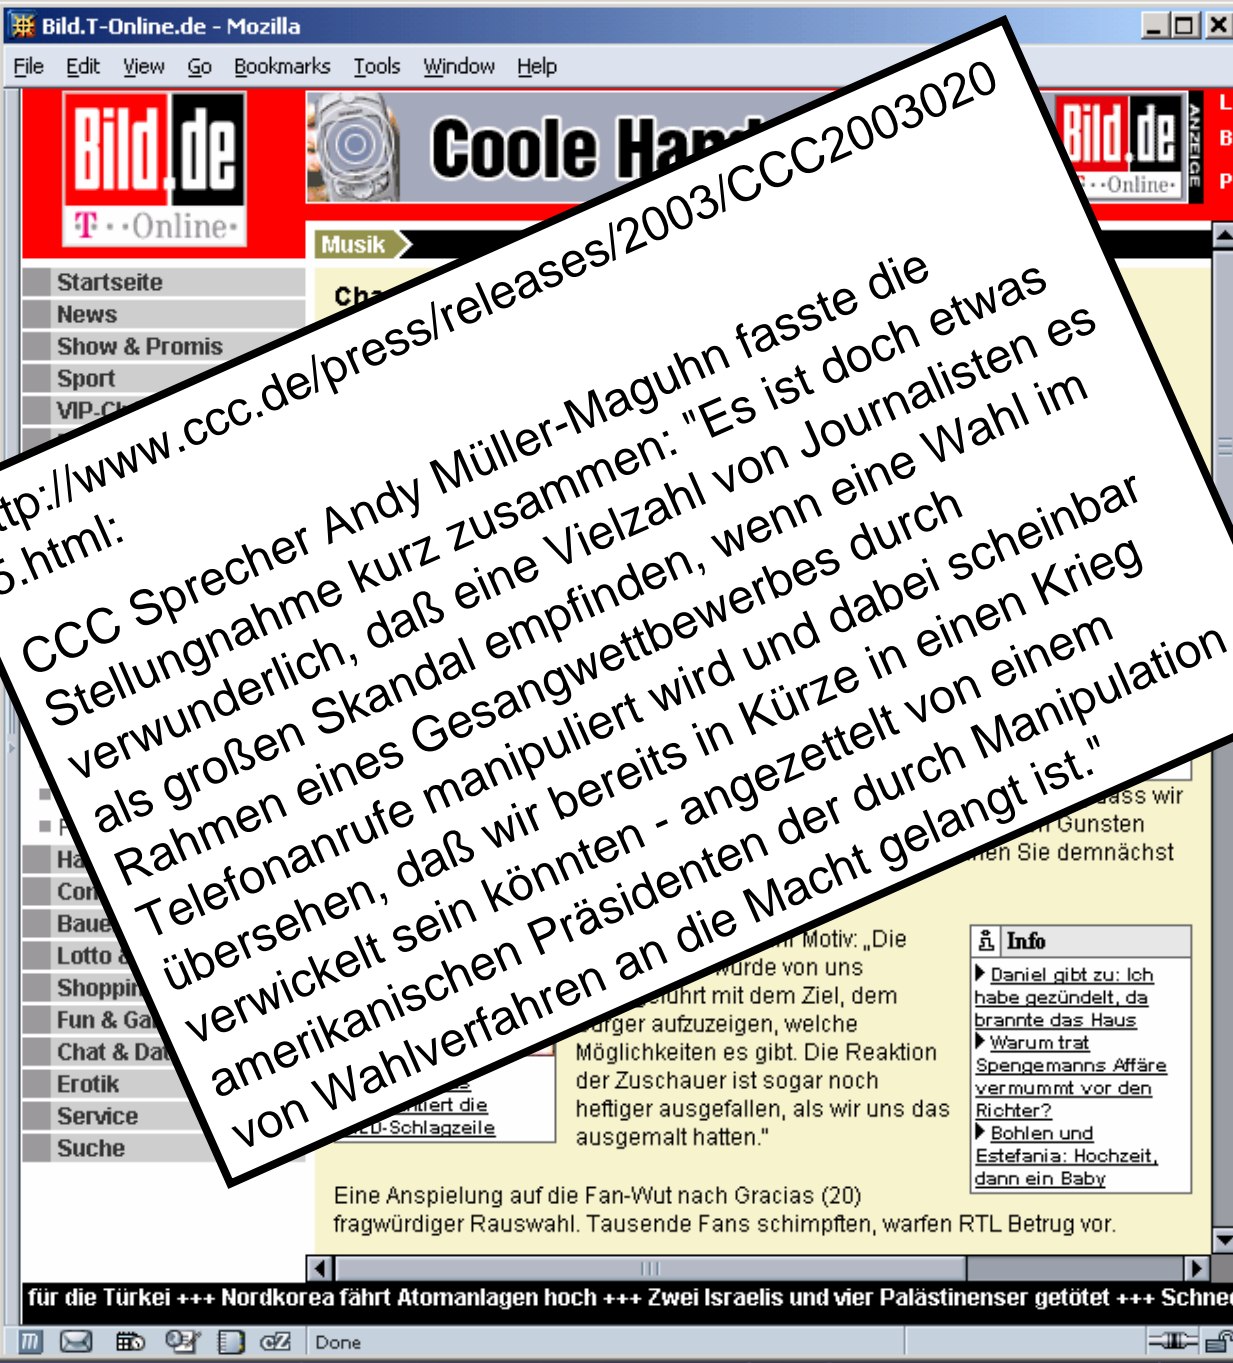 Bild.T-Online.de - Mozilla
File Edit View Go Bookmarks Tools Window Help
Bild.de
T··Online·
Coole
ANZEIGE
Bild.de
··Online·
L
B
P
Musik
Startseite
News
Show & Promis
Sport
ttp://www.ccc.de/press/releases/2003/CCC2003020
5.html:
CCC Sprecher Andy Müller-Maguhn fasste die
Stellungnahme kurz zusammen: "Es ist doch etwas
verwunderlich, daß eine Vielzahl von Journalisten es
als großen Skandal empfinden, wenn eine Wahl im
Rahmen eines Gesangwettbewerbes durch
Telefonanrufe manipuliert wird und dabei scheinbar
übersehen, daß wir bereits in Kürze in einen Krieg
verwickelt sein könnten - angezettelt von einem
amerikanischen Präsidenten der durch Manipulation
von Wahlverfahren an die Macht gelangt ist."
Lotto
Fun &
Chat &
Erotik
Service
Suche
wir
Gunsten
Sie demnächst
Motiv: „Die
wurde von uns
mit dem Ziel, dem
aufzuzeigen, welche
Möglichkeiten es gibt. Die Reaktion
der Zuschauer ist sogar noch
heftiger ausgefallen, als wir uns das
ausgemalt hatten."
die
-Schlagzeile
Info
Daniel gibt zu: Ich
habe gezündelt, da
brannte das Haus
Warum trat
Spengemanns Affäre
vermummt vor den
Richter?
Bohlen und
Estefania: Hochzeit,
dann ein Baby
Eine Anspielung auf die Fan-Wut nach Gracias (20)
fragwürdiger Rauswahl. Tausende Fans schimpften, warfen RTL Betrug vor.
für die Türkei +++ Nordkorea fährt Atomanlagen hoch +++ Zwei Israelis und vier Palästinenser getötet +++ Schnee
Done